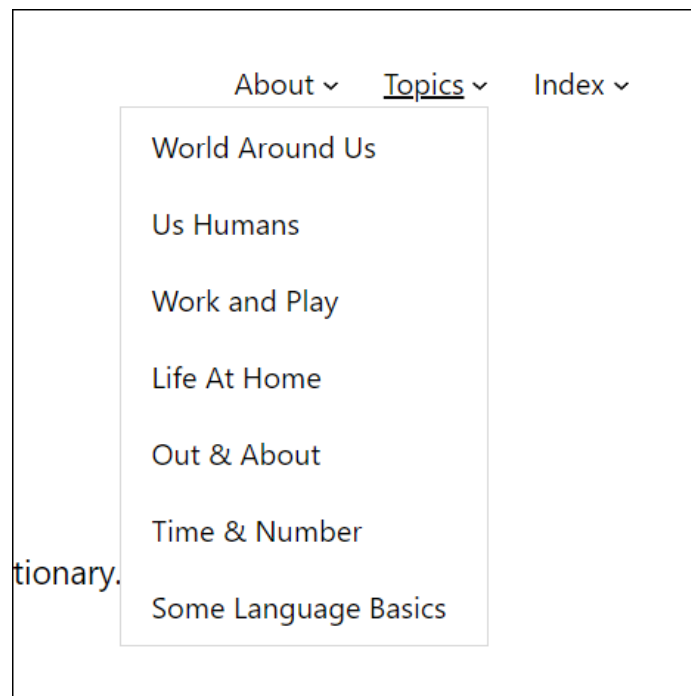 About Topics Index
World Around Us
Us Humans
Work and Play
Life At Home
Out & About
Time & Number
tionary.
Some Language Basics